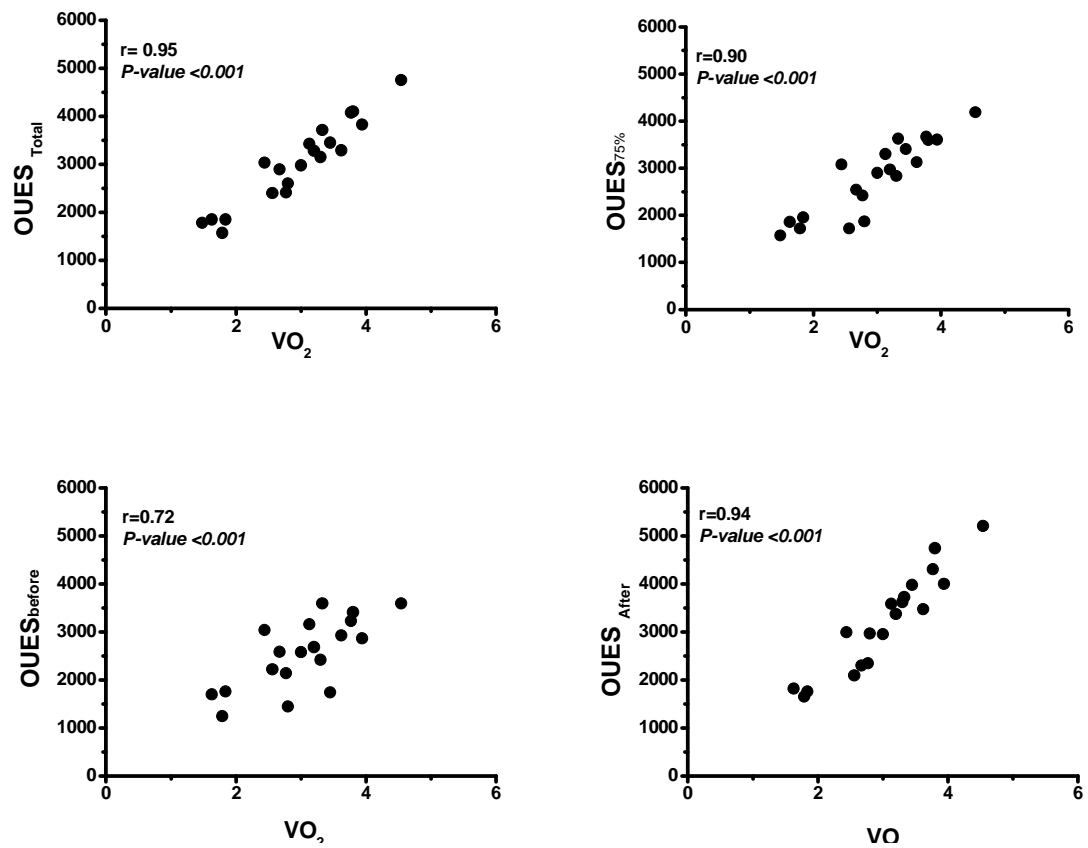 6000
r= 0.95
P-value <0.001
5000
4000
3000
2000
1000
0
OUES Total
0 2 4 6
VO2
6000
r=0.90
P-value <0.001
5000
4000
3000
2000
1000
0
OUES75%
0 2 4 6
VO2
6000
r=0.72
P-value <0.001
5000
4000
3000
2000
1000
0
OUESbefore
0 2 4 6
VO2
6000
r=0.94
P-value <0.001
5000
4000
3000
2000
1000
0
OUES After
0 2 4 6
VO